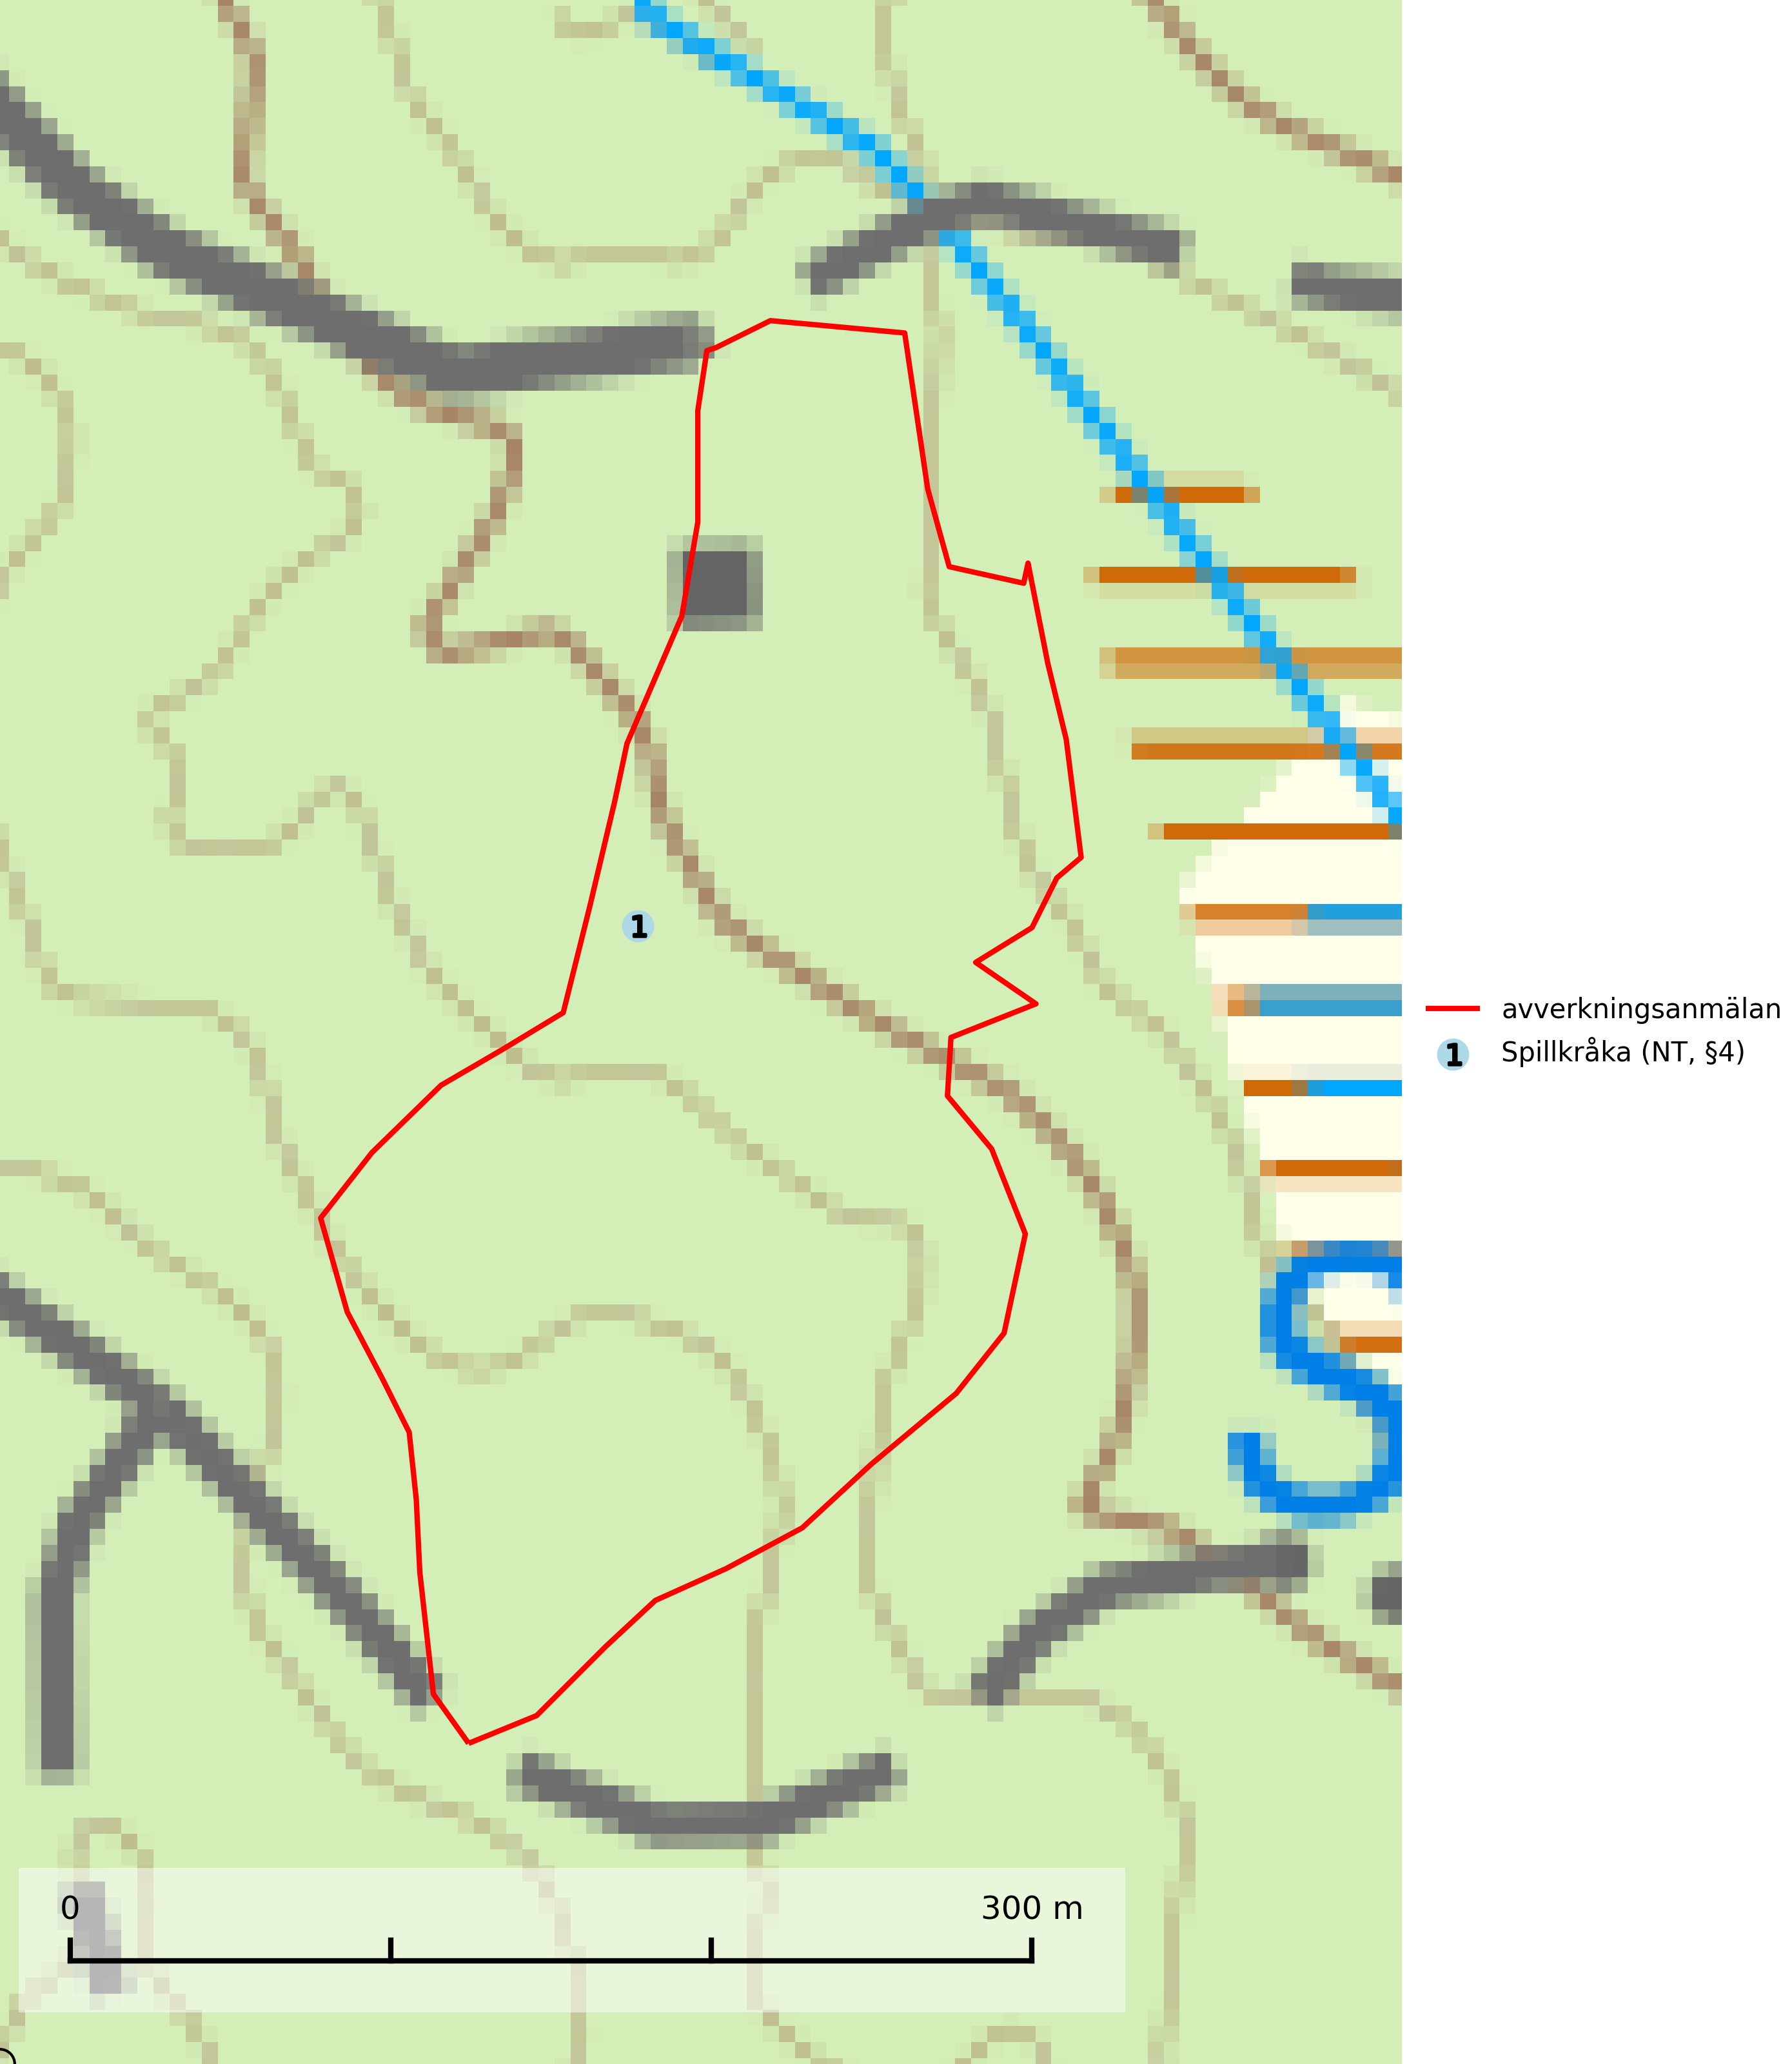 1
avverkningsanmälan
1 Spillkråka (NT, §4)
0 300 m